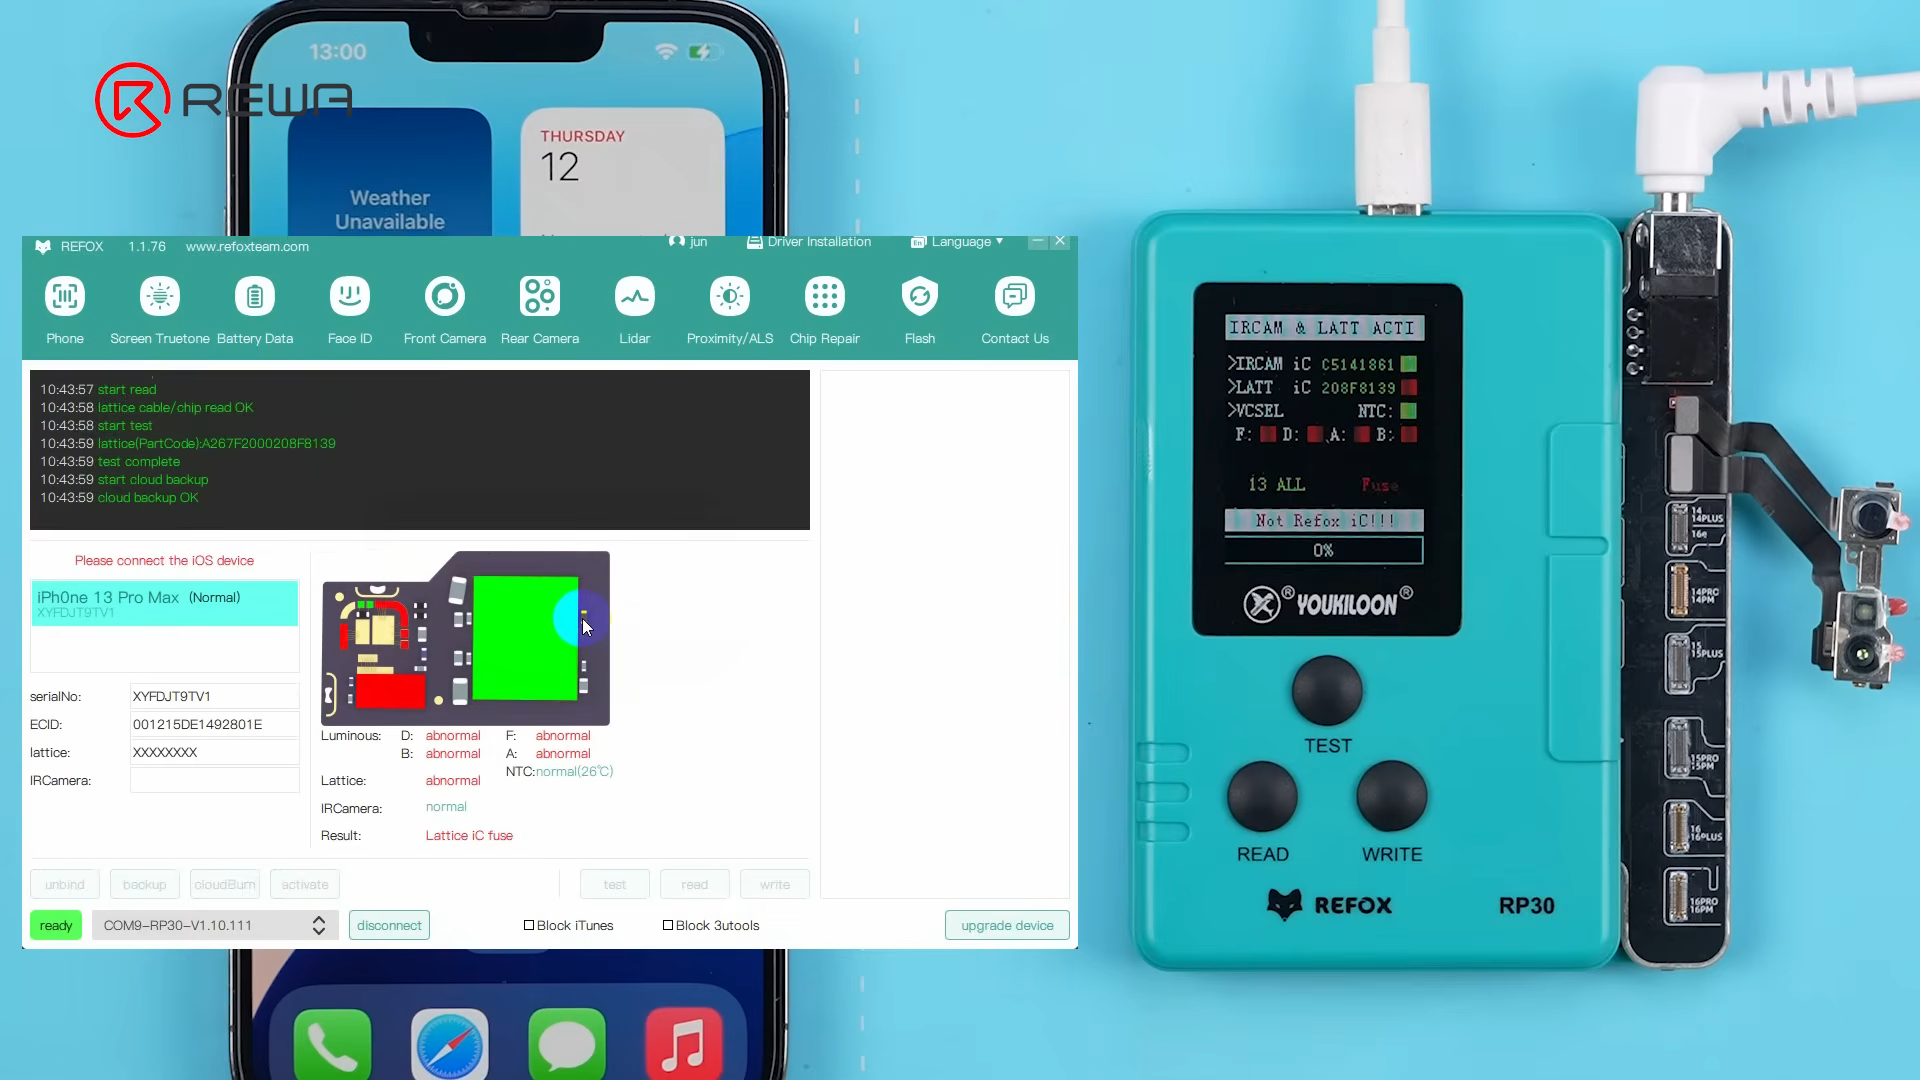 13:00
REWA
THURSDAY
12
Weather
Unavailable
REFOX 1.1.76 www.refoxteam.com jun Driver Installation En Language
Phone Screen Truetone Battery Data Face ID Front Camera Rear Camera Lidar Proximity/ALS Chip Repair Flash Contact Us
10:43:57 start read
10:43:58 lattice cable/chip read OK
10:43:58 start test
10:43:59 lattice(PartCode):A267F2000208F8139
10:43:59 test complete
10:43:59 start cloud backup
10:43:59 cloud backup OK
Please connect the iOS device
iPh0ne 13 Pro Max (Normal)
XYFDJT9TV1
serialNo: XYFDJT9TV1
ECID: 001215DE1492801E
lattice: XXXXXXXX
IRCamera:
Luminous: D: abnormal F: abnormal
B: abnormal A: abnormal
NTC:normal(26℃)
Lattice: abnormal
IRCamera: normal
Result: Lattice iC fuse
unbind backup cloudBurn activate test read write
ready COM9-RP30-V1.10.111 disconnect Block iTunes Block 3utools upgrade device
IRCAM & LATT ACTI
>IRCAM iC C5141861
>LATT iC 208F8139
>VCSEL NTC:
F: D: A: B:
13 ALL Fuse
Not Refox iC!!!
0%
® YOUKILOON ®
TEST
READ WRITE
REFOX RP30
14
14PLUS
16e
14PRO
14PM
15
15PLUS
15PRO
15PM
16
16PLUS
16PRO
16PM